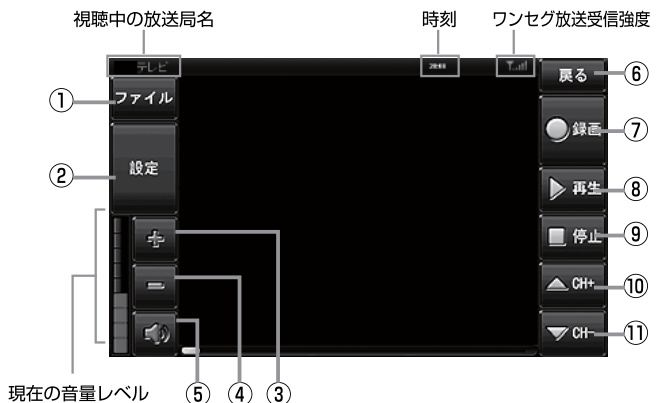 視聴中の放送局名
時刻
ワンセグ放送受信強度
テレビ
戻る
⑥
①
ファイル
録画
⑦
②
設定
再生
⑧
停止
⑨
CH+
⑩
CH-
⑪
現在の音量レベル
⑤
④
③